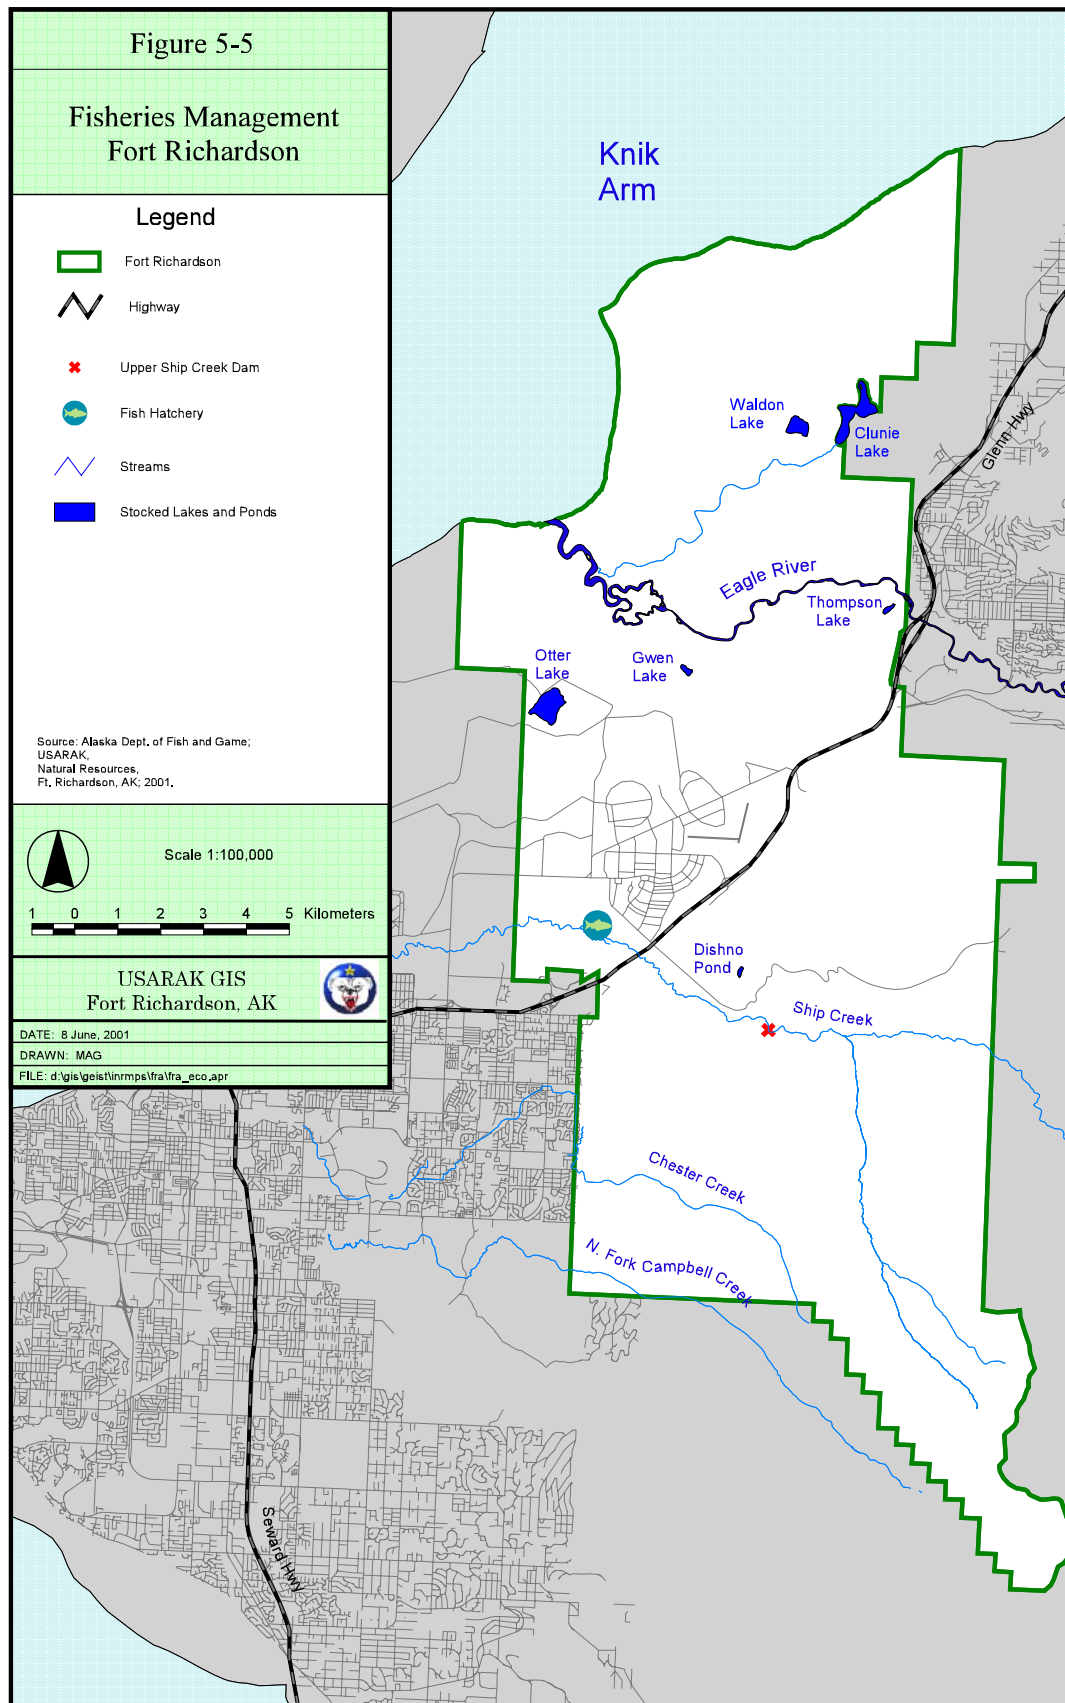 Figure 5-5
Fisheries Management
Fort Richardson
Legend
Fort Richardson
Highway
Upper Ship Creek Dam
Fish Hatchery
Streams
Stocked Lakes and Ponds
Source: Alaska Dept. of Fish and Game;
USARAK,
Natural Resources,
Ft. Richardson, AK; 2001.
Scale 1:100,000
1 0 1 2 3 4 5 Kilometers
USARAK GIS
Fort Richardson, AK
DATE: 8 June, 2001
DRAWN: MAG
FILE: d:\gis\geist\inrmps\fra\fra_eco.apr
Knik
Arm
Waldon
Lake
Clunie
Lake
Glenn Hwy
Eagle River
Thompson
Lake
Otter
Lake
Gwen
Lake
Dishno
Pond
Ship Creek
Chester Creek
N. Fork Campbell Creek
Seward Hwy